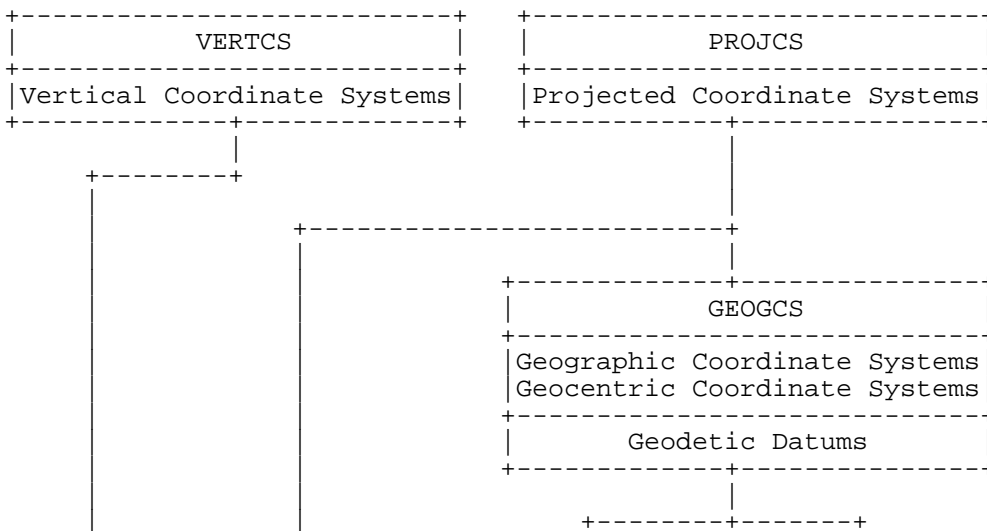 VERTCS
PROJCS
Vertical Coordinate Systems
Projected Coordinate Systems
GEOGCS
Geographic Coordinate Systems
Geocentric Coordinate Systems
Geodetic Datums